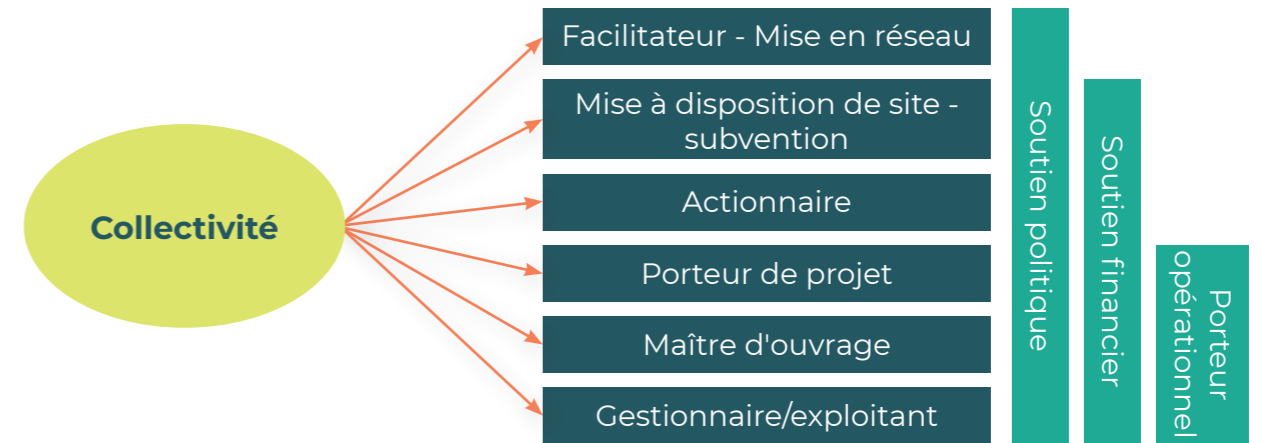 Collectivité
Facilitateur - Mise en réseau
Mise à disposition de site -
subvention
Actionnaire
Porteur de projet
Maître d'ouvrage
Gestionnaire/exploitant
Soutien politique
Soutien financier
Porteur
opérationnel